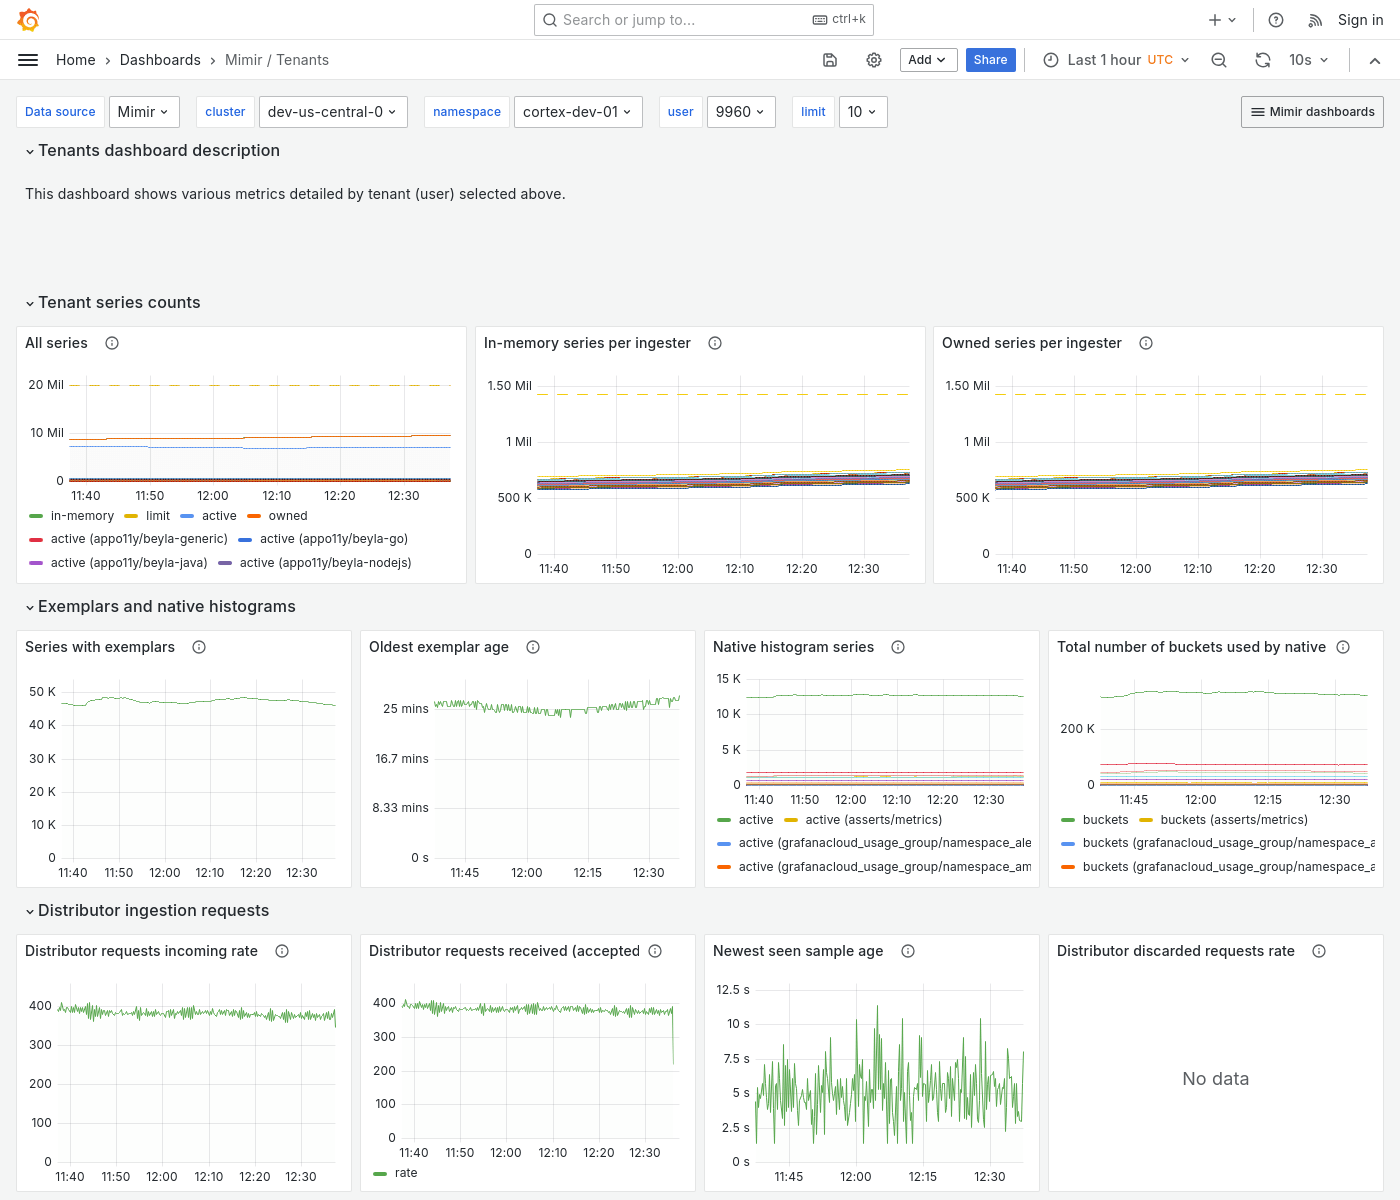 Search or jump to...
ctrl+k
Sign in
Home > Dashboards > Mimir / Tenants
Add
Share
Last 1 hour UTC
10s
Data source
Mimir
cluster
dev-us-central-0
namespace
cortex-dev-01
user
9960
limit
10
Mimir dashboards
Tenants dashboard description
This dashboard shows various metrics detailed by tenant (user) selected above.
Tenant series counts
All series
20 Mil
10 Mil
0
11:40 11:50 12:00 12:10 12:20 12:30
in-memory limit active owned
active (appo11y/beyla-generic) active (appo11y/beyla-go)
active (appo11y/beyla-java) active (appo11y/beyla-nodejs)
In-memory series per ingester
1.50 Mil
1 Mil
500 K
0
11:40 11:50 12:00 12:10 12:20 12:30
Owned series per ingester
1.50 Mil
1 Mil
500 K
0
11:40 11:50 12:00 12:10 12:20 12:30
Exemplars and native histograms
Series with exemplars
50 K
40 K
30 K
20 K
10 K
0
11:40 11:50 12:00 12:10 12:20 12:30
Oldest exemplar age
25 mins
16.7 mins
8.33 mins
0 s
11:45 12:00 12:15 12:30
Native histogram series
15 K
10 K
5 K
0
11:40 11:50 12:00 12:10 12:20 12:30
active active (asserts/metrics)
active (grafanacloud_usage_group/namespace_ale
active (grafanacloud_usage_group/namespace_am
Total number of buckets used by native
200 K
0
11:45 12:00 12:15 12:30
buckets buckets (asserts/metrics)
buckets (grafanacloud_usage_group/namespace_a
buckets (grafanacloud_usage_group/namespace_a
Distributor ingestion requests
Distributor requests incoming rate
400
300
200
100
0
11:40 11:50 12:00 12:10 12:20 12:30
Distributor requests received (accepted
400
300
200
100
0
11:40 11:50 12:00 12:10 12:20 12:30
rate
Newest seen sample age
12.5 s
10 s
7.5 s
5 s
2.5 s
0 s
11:45 12:00 12:15 12:30
Distributor discarded requests rate
No data